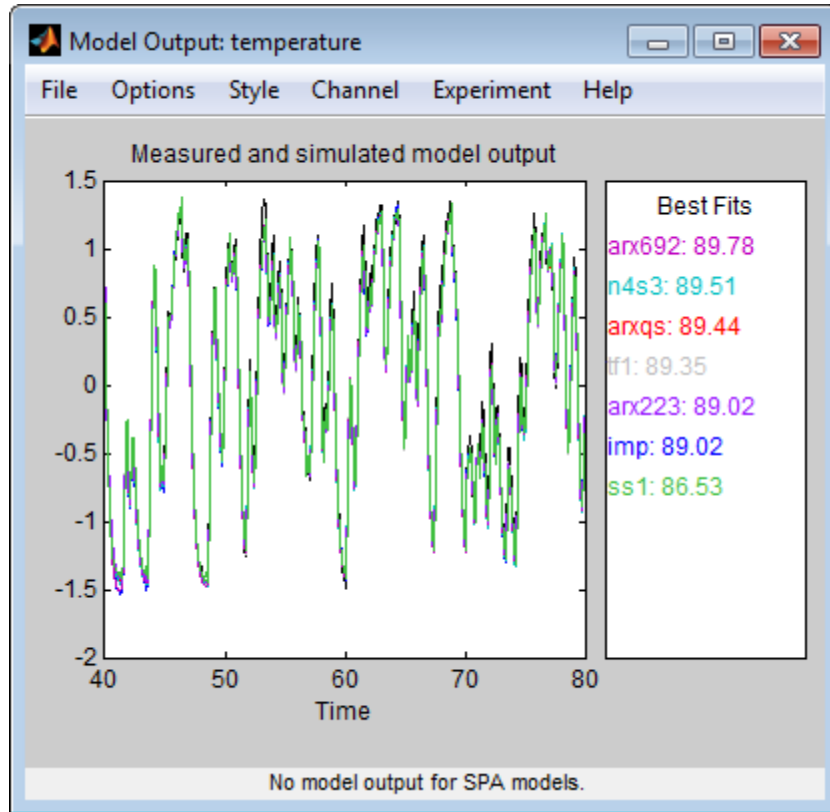 Model Output: temperature
File Options Style Channel Experiment Help
Measured and simulated model output
1.5
1
0.5
0
-0.5
-1
-1.5
-2
40 50 60 70 80
Time
Best Fits
arx692: 89.78
n4s3: 89.51
arxqs: 89.44
tf1: 89.35
arx223: 89.02
imp: 89.02
ss1: 86.53
No model output for SPA models.